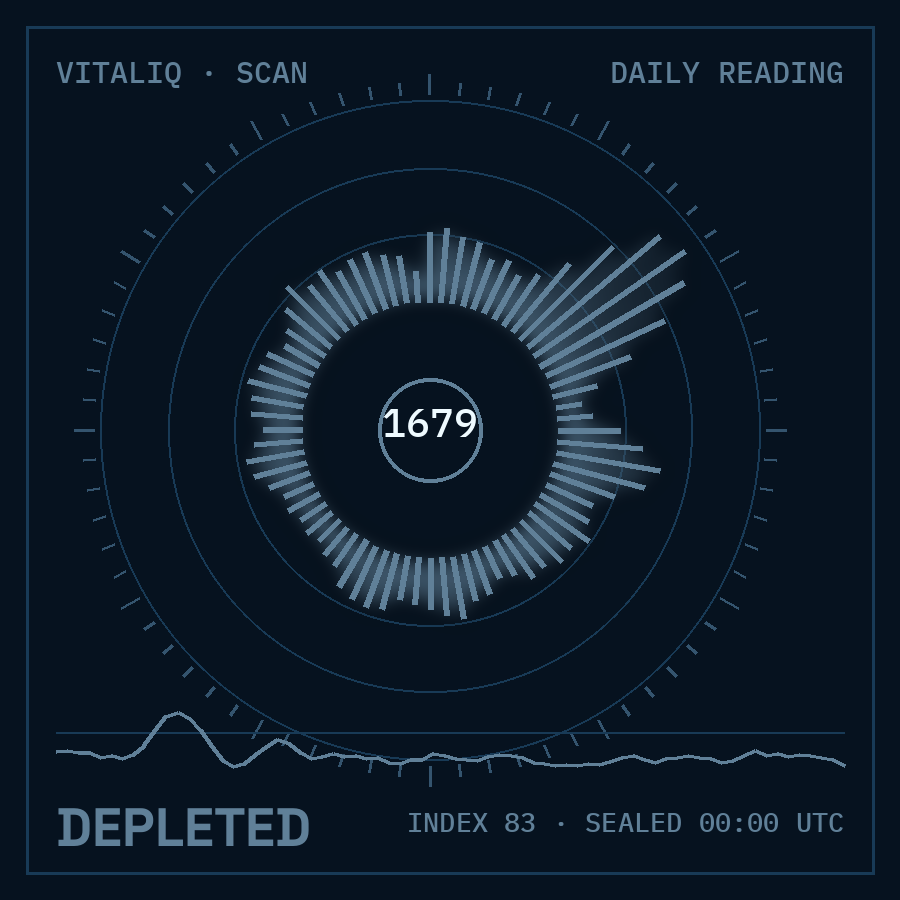 VITALIQ · SCAN
DAILY READING
1679
DEPLETED
INDEX 83 · SEALED 00:00 UTC